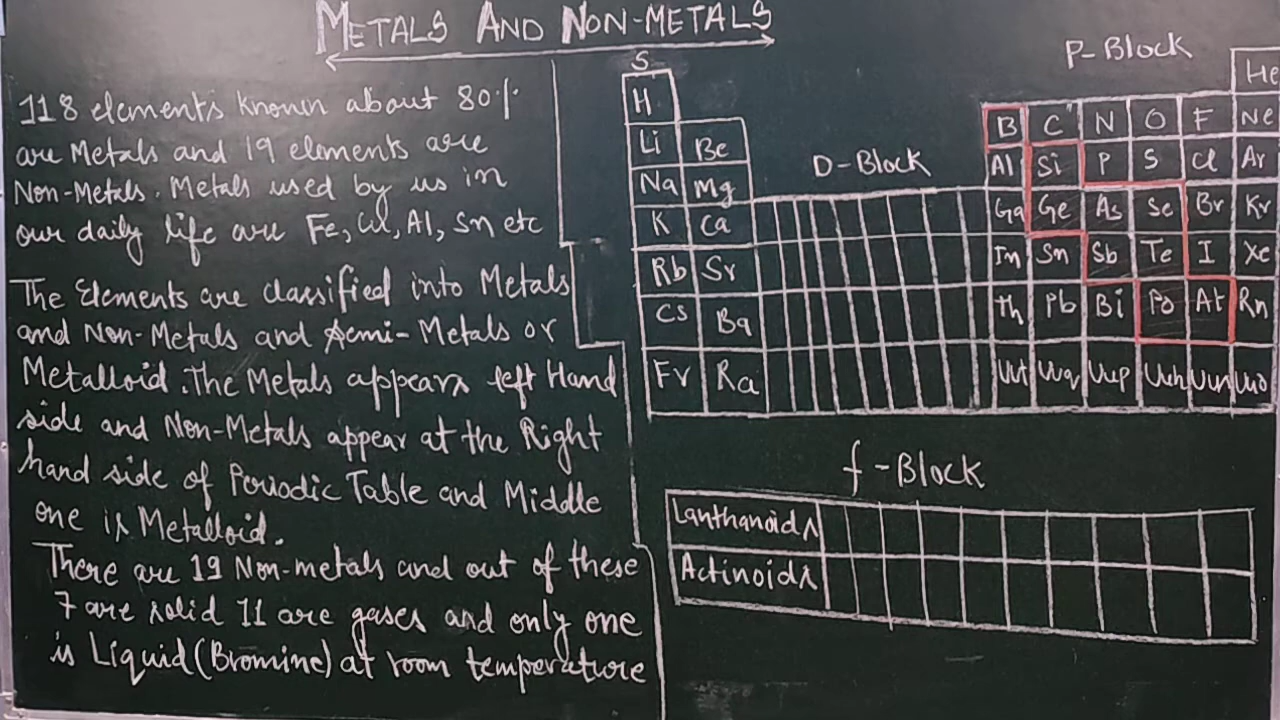 METALS AND NON-METALS
118 elements known about 80%
are Metals and 19 elements are
Non-Metals. Metals used by us in
our daily life are Fe, Cu, Al, Sn etc
The Elements are classified into Metals
and Non-Metals and Semi-Metals or
Metalloid. The Metals appears left Hand
side and Non-Metals appear at the Right
hand side of Periodic Table and Middle
one is Metalloid.
There are 19 Non-metals and out of these
7 are solid 11 are gases and only one
is Liquid (Bromine) at room temperature
S
P-Block
D-Block
H He
Li Be B C N O F Ne
Na Mg Al Si P S Cl Ar
K Ca Ga Ge As Se Br Kr
Rb Sr In Sn Sb Te I Xe
Cs Ba Th Pb Bi Po At Rn
Fr Ra Uut Uuq Uup Uuh Uun Uuo
f-Block
Lanthanoids
Actinoids